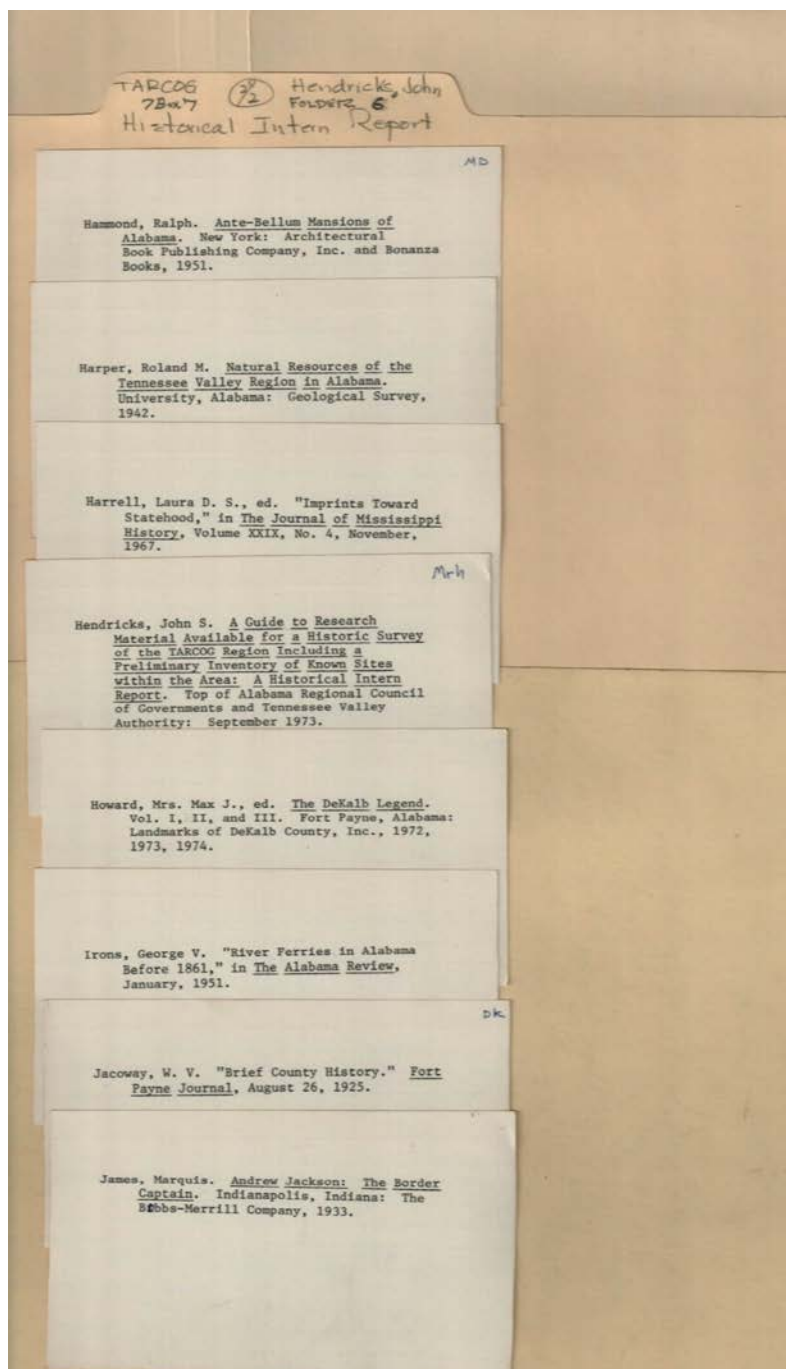 TARCOG Hendricks, John
7Box7 FOLDER 6
Historical Intern Report
MD
Hammond, Ralph. Ante-Bellum Mansions of
Alabama. New York: Architectural
Book Publishing Company, Inc. and Bonanza
Books, 1951.
Harper, Roland M. Natural Resources of the
Tennessee Valley Region in Alabama.
University, Alabama: Geological Survey,
1942.
Harrell, Laura D. S., ed. "Imprints Toward
Statehood," in The Journal of Mississippi
History, Volume XXIX, No. 4, November,
1967.
Mrh
Hendricks, John S. A Guide to Research
Material Available for a Historic Survey
of the TARCOG Region Including a
Preliminary Inventory of Known Sites
within the Area: A Historical Intern
Report. Top of Alabama Regional Council
of Governments and Tennessee Valley
Authority: September 1973.
Howard, Mrs. Max J., ed. The DeKalb Legend.
Vol. I, II, and III. Fort Payne, Alabama:
Landmarks of DeKalb County, Inc., 1972,
1973, 1974.
Irons, George V. "River Ferries in Alabama
Before 1861," in The Alabama Review,
January, 1951.
DK
Jacoway, W. V. "Brief County History." Fort
Payne Journal, August 26, 1925.
James, Marquis. Andrew Jackson: The Border
Captain. Indianapolis, Indiana: The
Bobbs-Merrill Company, 1933.